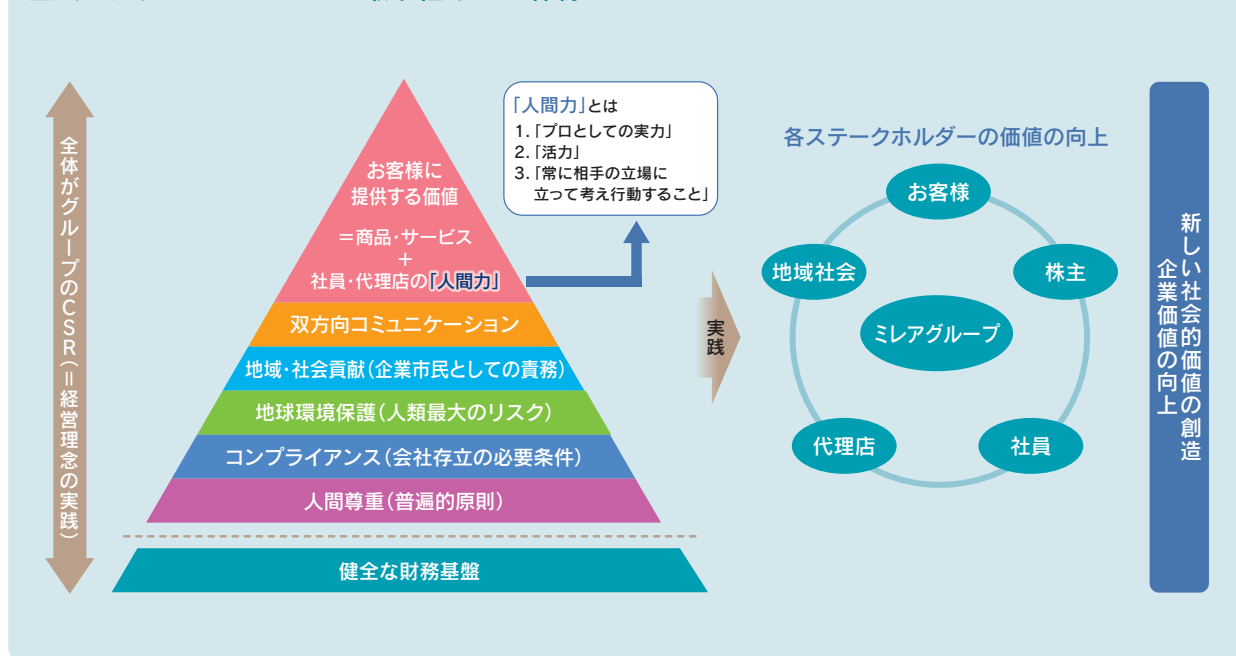 全体がグループのCSR(＝経営理念の実践)
お客様に
提供する価値
＝商品・サービス
＋
社員・代理店の「人間力」
双方向コミュニケーション
地域・社会貢献(企業市民としての責務)
地球環境保護(人類最大のリスク)
コンプライアンス(会社存立の必要条件)
人間尊重(普遍的原則)
健全な財務基盤
「人間力」とは
1.「プロとしての実力」
2.「活力」
3.「常に相手の立場に
立って考え行動すること」
実践
各ステークホルダーの価値の向上
お客様
地域社会
株主
ミレアグループ
代理店
社員
新しい社会的価値の創造
企業価値の向上